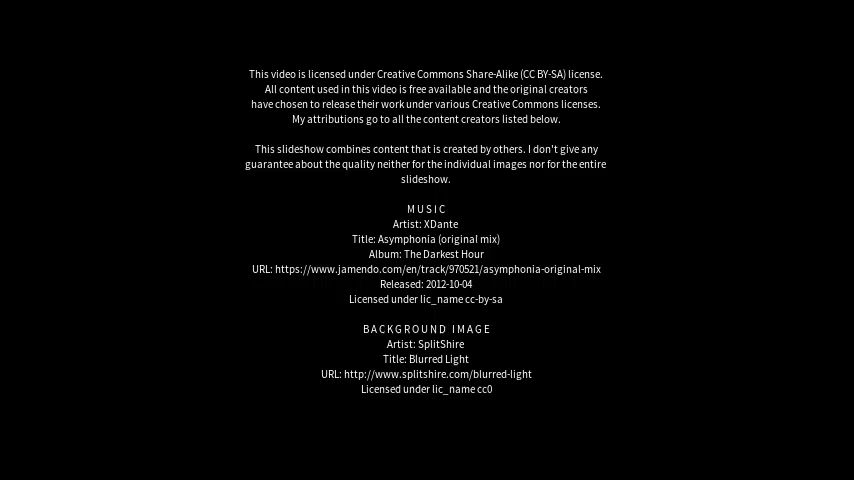 This video is licensed under Creative Commons Share-Alike (CC BY-SA) license.
All content used in this video is free available and the original creators
have chosen to release their work under various Creative Commons licenses.
My attributions go to all the content creators listed below.
This slideshow combines content that is created by others. I don't give any
guarantee about the quality neither for the individual images nor for the entire
slideshow.
MUSIC
Artist: XDante
Title: Asymphonia (original mix)
Album: The Darkest Hour
URL: https://www.jamendo.com/en/track/970521/asymphonia-original-mix
Released: 2012-10-04
Licensed under lic_name cc-by-sa
BACKGROUND IMAGE
Artist: SplitShire
Title: Blurred Light
URL: http://www.splitshire.com/blurred-light
Licensed under lic_name cc0